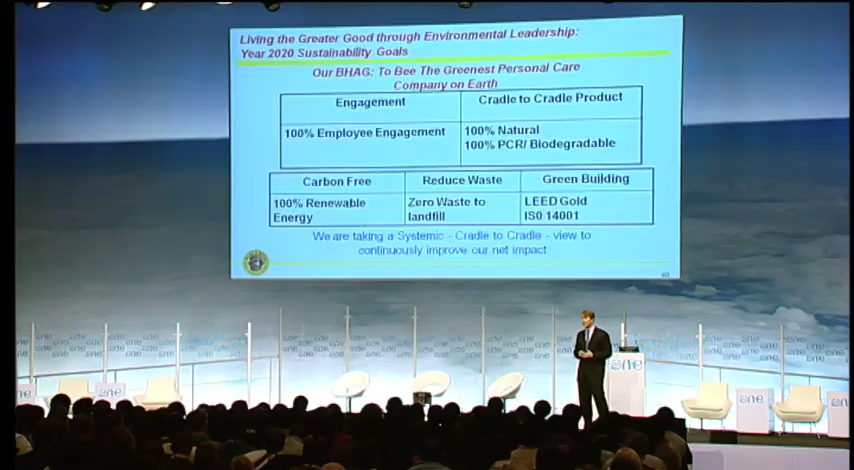 Living the Greater Good through Environmental Leadership:
Year 2020 Sustainability Goals
Our BHAG: To Bee The Greenest Personal Care
Company on Earth
Engagement
Cradle to Cradle Product
100% Employee Engagement
100% Natural
100% PCR/ Biodegradable
Carbon Free
Reduce Waste
Green Building
100% Renewable
Energy
Zero Waste to
landfill
LEED Gold
ISO 14001
We are taking a Systemic - Cradle to Cradle - view to
continuously improve our net impact
one
one
one